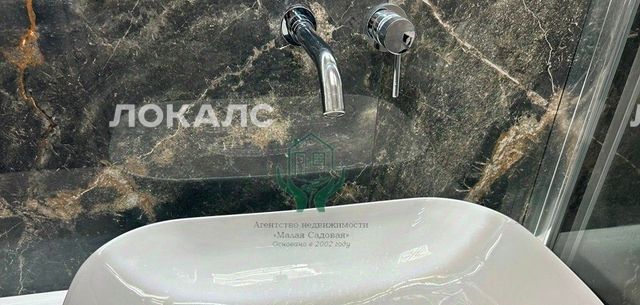 ЛОКАЛС
Агентство недвижимости
«Малая Садовая»
Основано в 2002 году